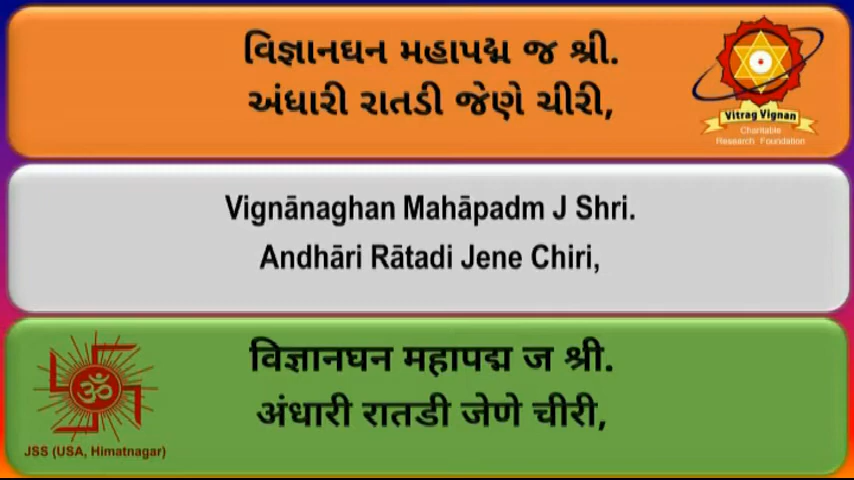 વિજ્ઞાનઘન મહાપદ્મ જ શ્રી.
અંધારી રાતડી જેણે ચીરી,
Vitrag Vignan
Charitable
Research Foundation
Vignānaghan Mahāpadm J Shri.
Andhāri Rātadi Jene Chiri,
विज्ञानघन महापद्म ज श्री.
अंधारी रातडी जेणे चीरी,
ॐ
JSS (USA, Himatnagar)